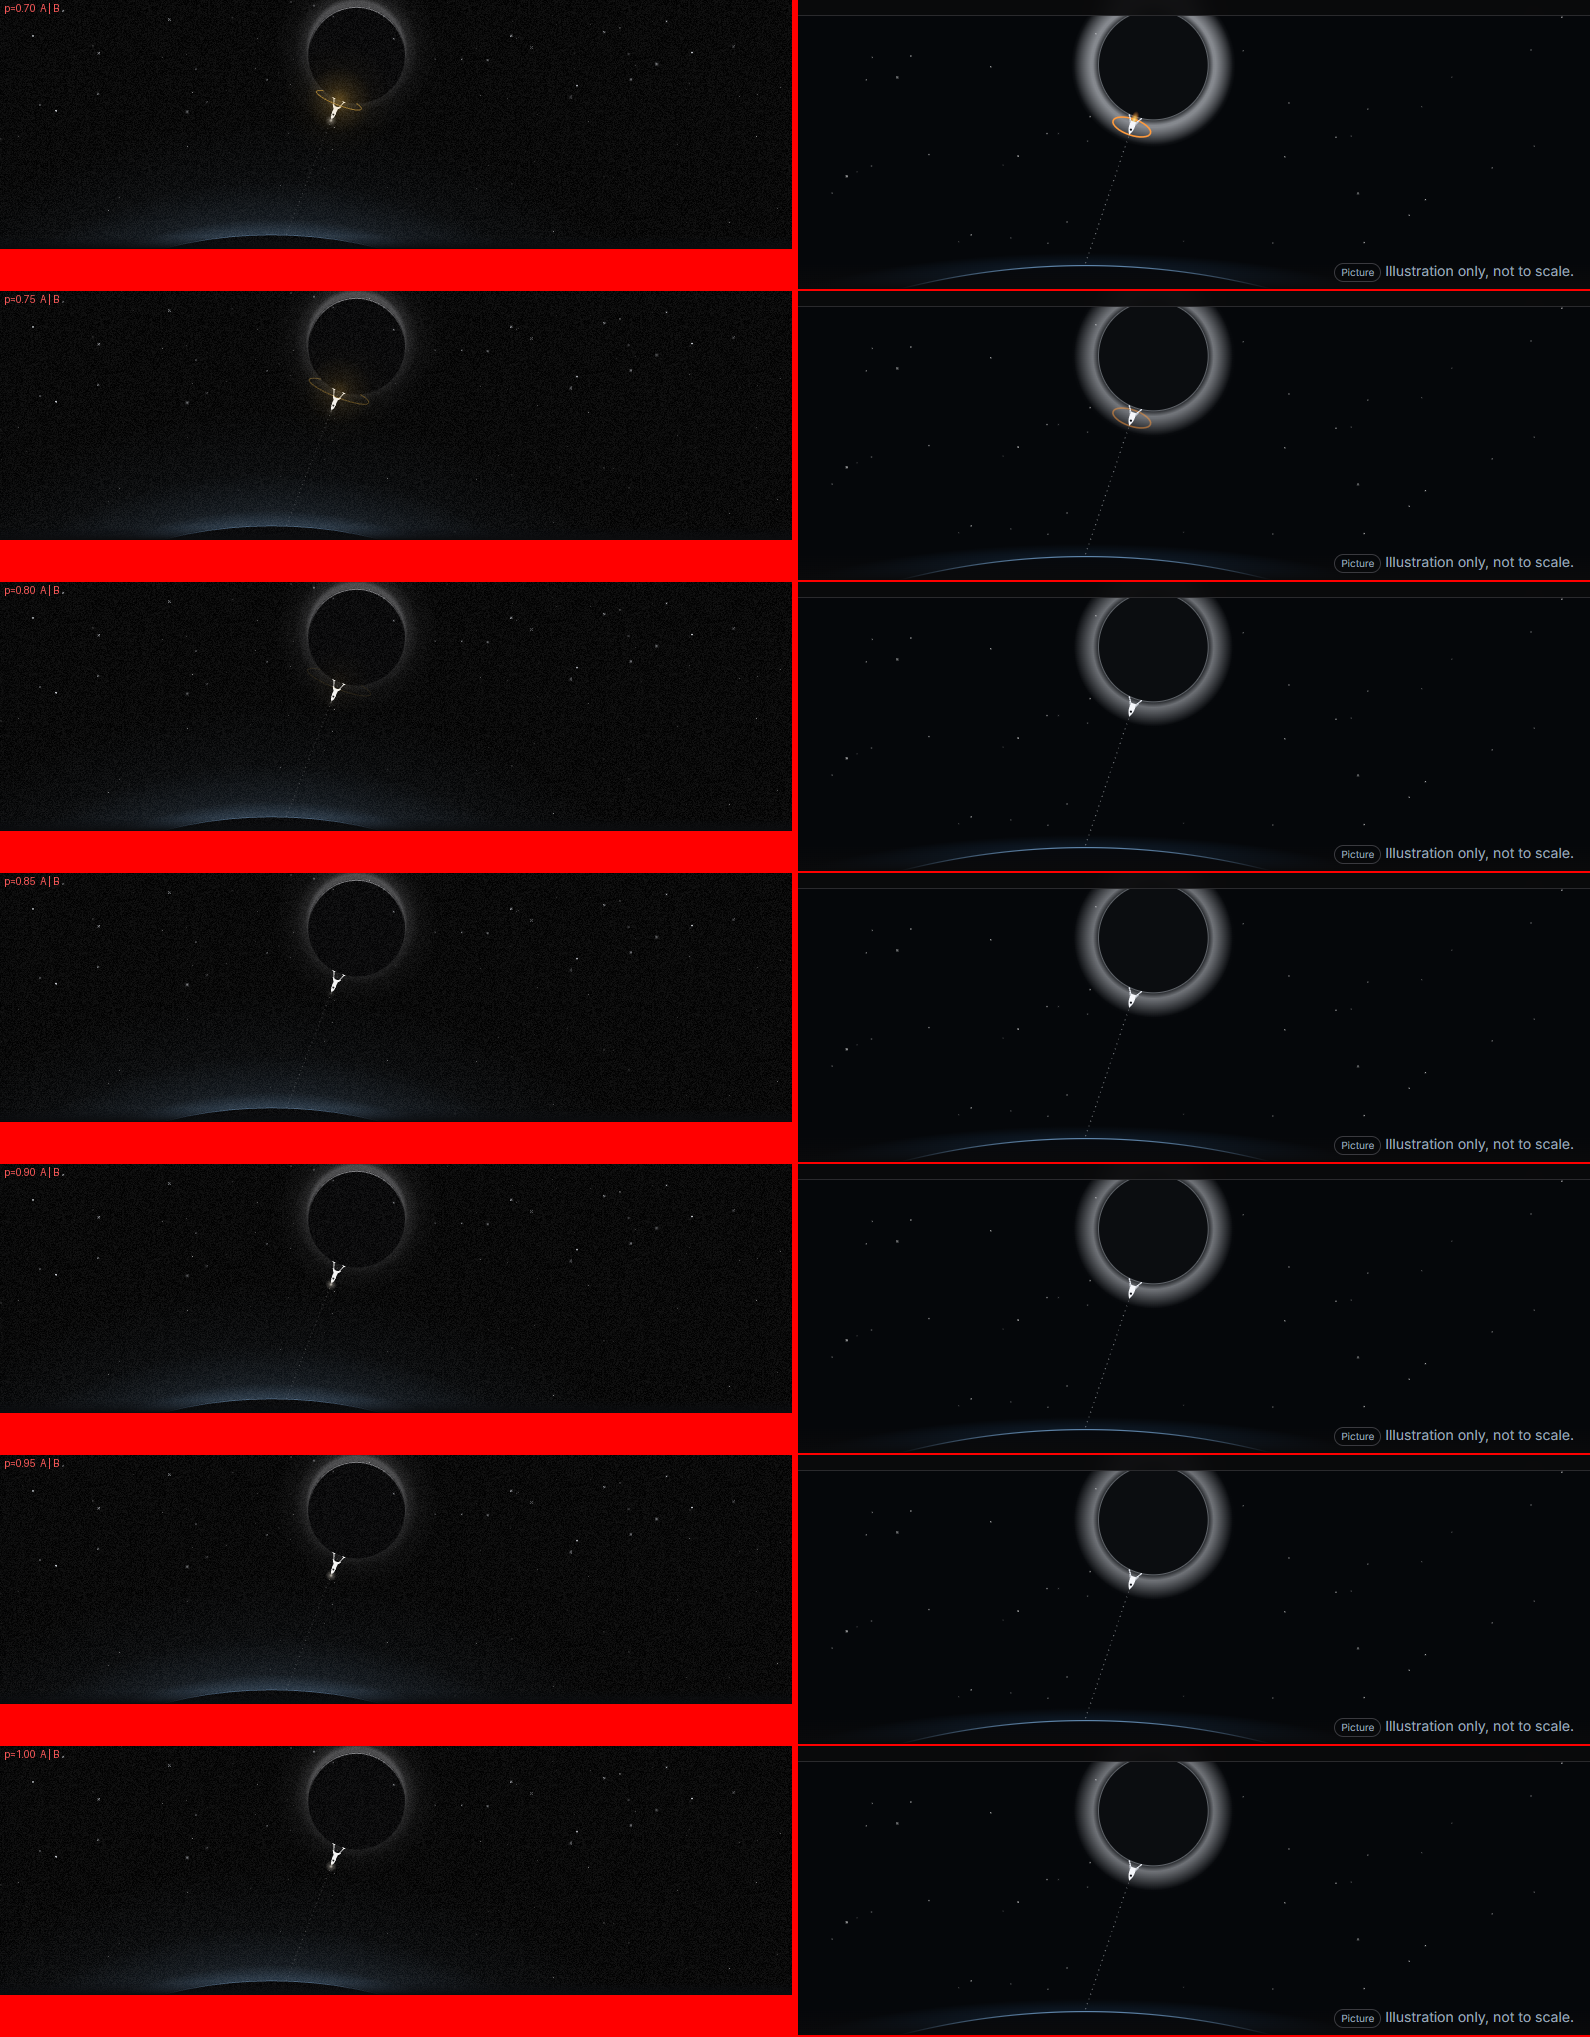 p=0.70 A|B.
Picture Illustration only, not to scale.
p=0.75 A|B.
Picture Illustration only, not to scale.
p=0.80 A|B.
Picture Illustration only, not to scale.
p=0.85 A|B.
Picture Illustration only, not to scale.
p=0.90 A|B.
Picture Illustration only, not to scale.
p=0.95 A|B.
Picture Illustration only, not to scale.
p=1.00 A|B.
Picture Illustration only, not to scale.